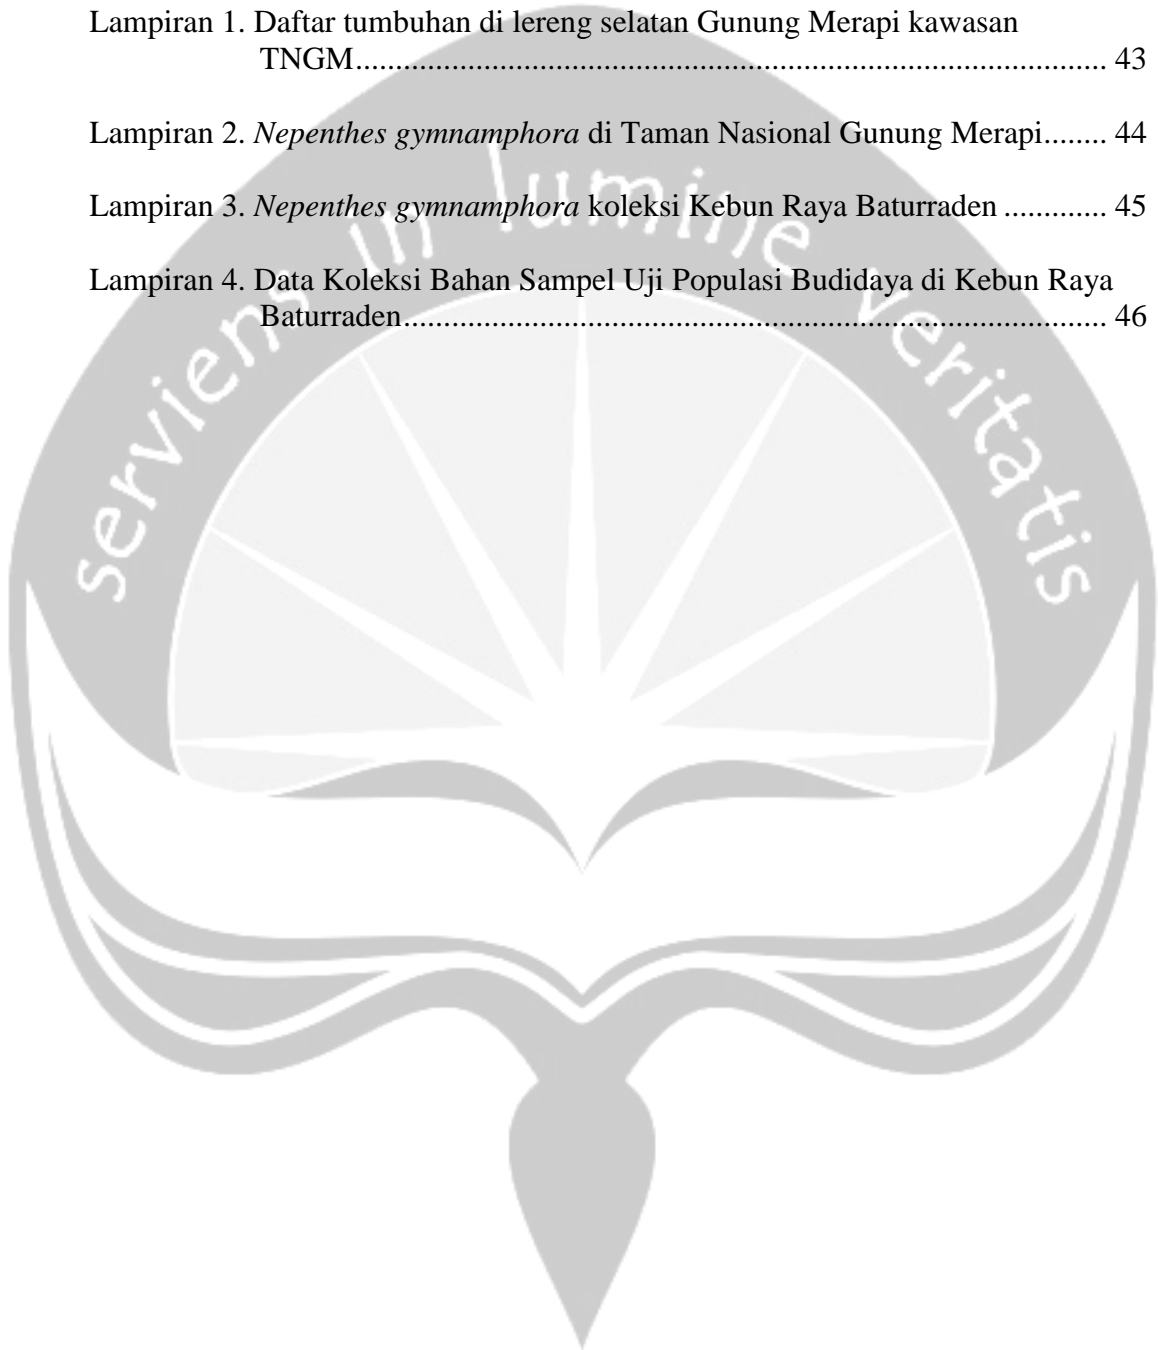 Lampiran 1. Daftar tumbuhan di lereng selatan Gunung Merapi kawasan
TNGM............................................................................................. 43
Lampiran 2. Nepenthes gymnamphora di Taman Nasional Gunung Merapi........ 44
Lampiran 3. Nepenthes gymnamphora koleksi Kebun Raya Baturraden ............. 45
Lampiran 4. Data Koleksi Bahan Sampel Uji Populasi Budidaya di Kebun Raya
Baturraden....................................................................................... 46
serviens in lumine veritatis